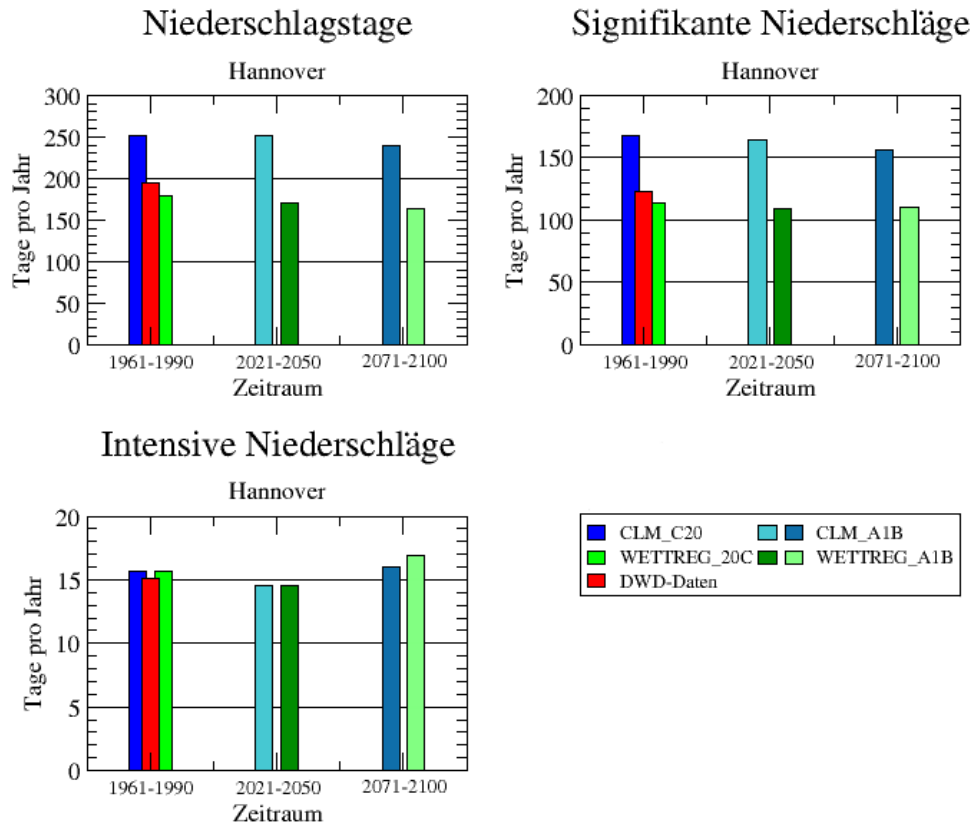 Niederschlagstage
Hannover
300
250
200
150
100
50
0
Tage pro Jahr
1961-1990 2021-2050 2071-2100
Zeitraum
Signifikante Niederschläge
Hannover
200
150
100
50
0
Tage pro Jahr
1961-1990 2021-2050 2071-2100
Zeitraum
Intensive Niederschläge
Hannover
20
15
10
5
0
Tage pro Jahr
1961-1990 2021-2050 2071-2100
Zeitraum
CLM_C20 CLM_A1B
WETTREG_20C WETTREG_A1B
DWD-Daten